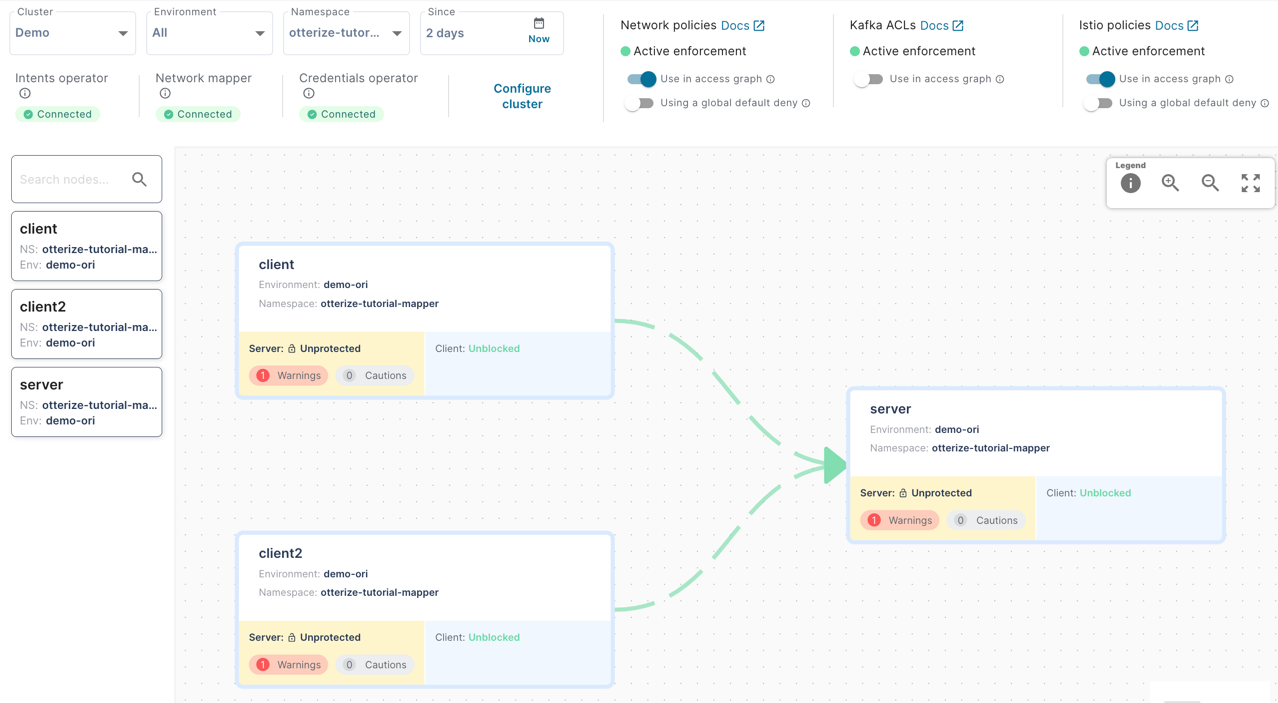 Cluster
Demo
Environment
All
Namespace
otterize-tutor...
Since
2 days
Now
Intents operator
Connected
Network mapper
Connected
Credentials operator
Connected
Configure
cluster
Network policies Docs
Active enforcement
Use in access graph
Using a global default deny
Kafka ACLs Docs
Active enforcement
Use in access graph
Istio policies Docs
Active enforcement
Use in access graph
Using a global default deny
Search nodes...
client
NS: otterize-tutorial-ma...
Env: demo-ori
client2
NS: otterize-tutorial-ma...
Env: demo-ori
server
NS: otterize-tutorial-ma...
Env: demo-ori
Legend
client
Environment: demo-ori
Namespace: otterize-tutorial-mapper
Server: Unprotected
1 Warnings 0 Cautions
Client: Unblocked
server
Environment: demo-ori
Namespace: otterize-tutorial-mapper
Server: Unprotected
1 Warnings 0 Cautions
Client: Unblocked
client2
Environment: demo-ori
Namespace: otterize-tutorial-mapper
Server: Unprotected
1 Warnings 0 Cautions
Client: Unblocked